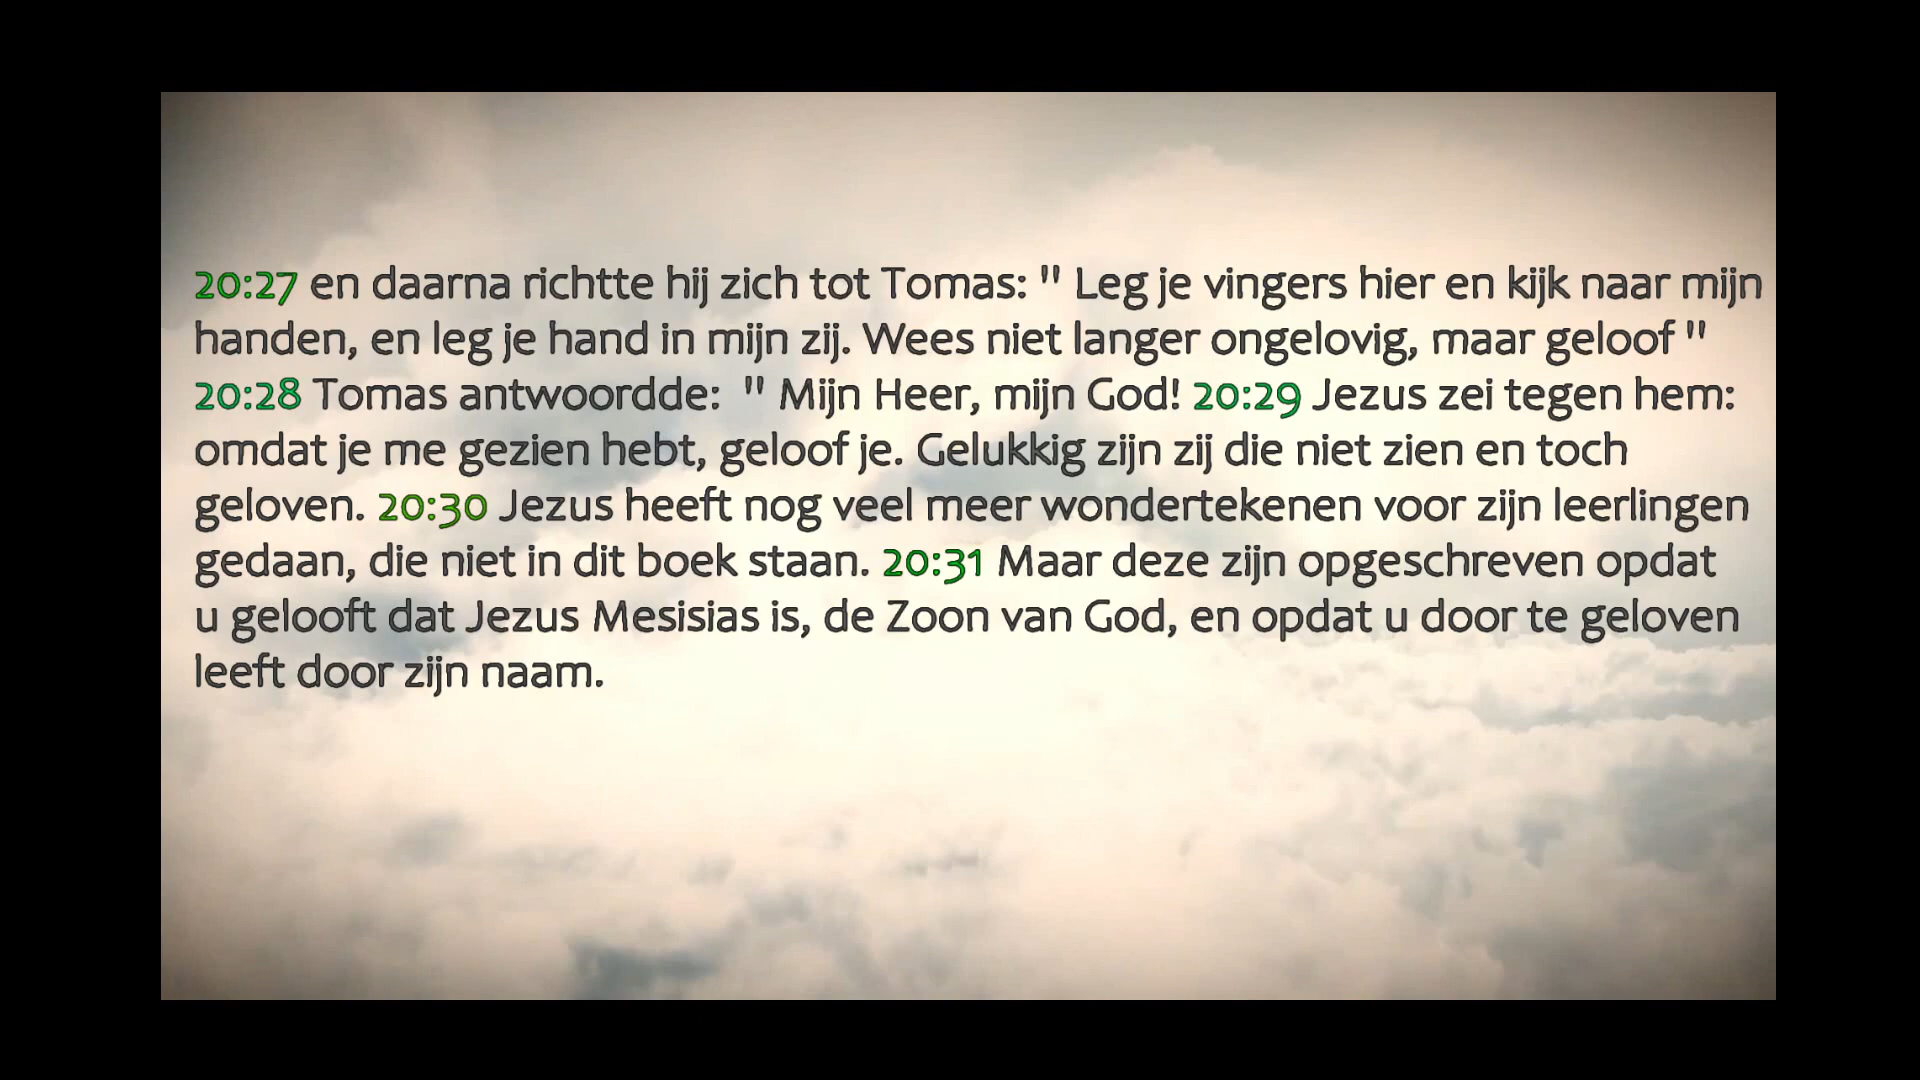 20:27 en daarna richtte hij zich tot Tomas: " Leg je vingers hier en kijk naar mijn
handen, en leg je hand in mijn zij. Wees niet langer ongelovig, maar geloof "
20:28 Tomas antwoordde:  " Mijn Heer, mijn God! 20:29 Jezus zei tegen hem:
omdat je me gezien hebt, geloof je. Gelukkig zijn zij die niet zien en toch
geloven. 20:30 Jezus heeft nog veel meer wondertekenen voor zijn leerlingen
gedaan, die niet in dit boek staan. 20:31 Maar deze zijn opgeschreven opdat
u gelooft dat Jezus Mesisias is, de Zoon van God, en opdat u door te geloven
leeft door zijn naam.